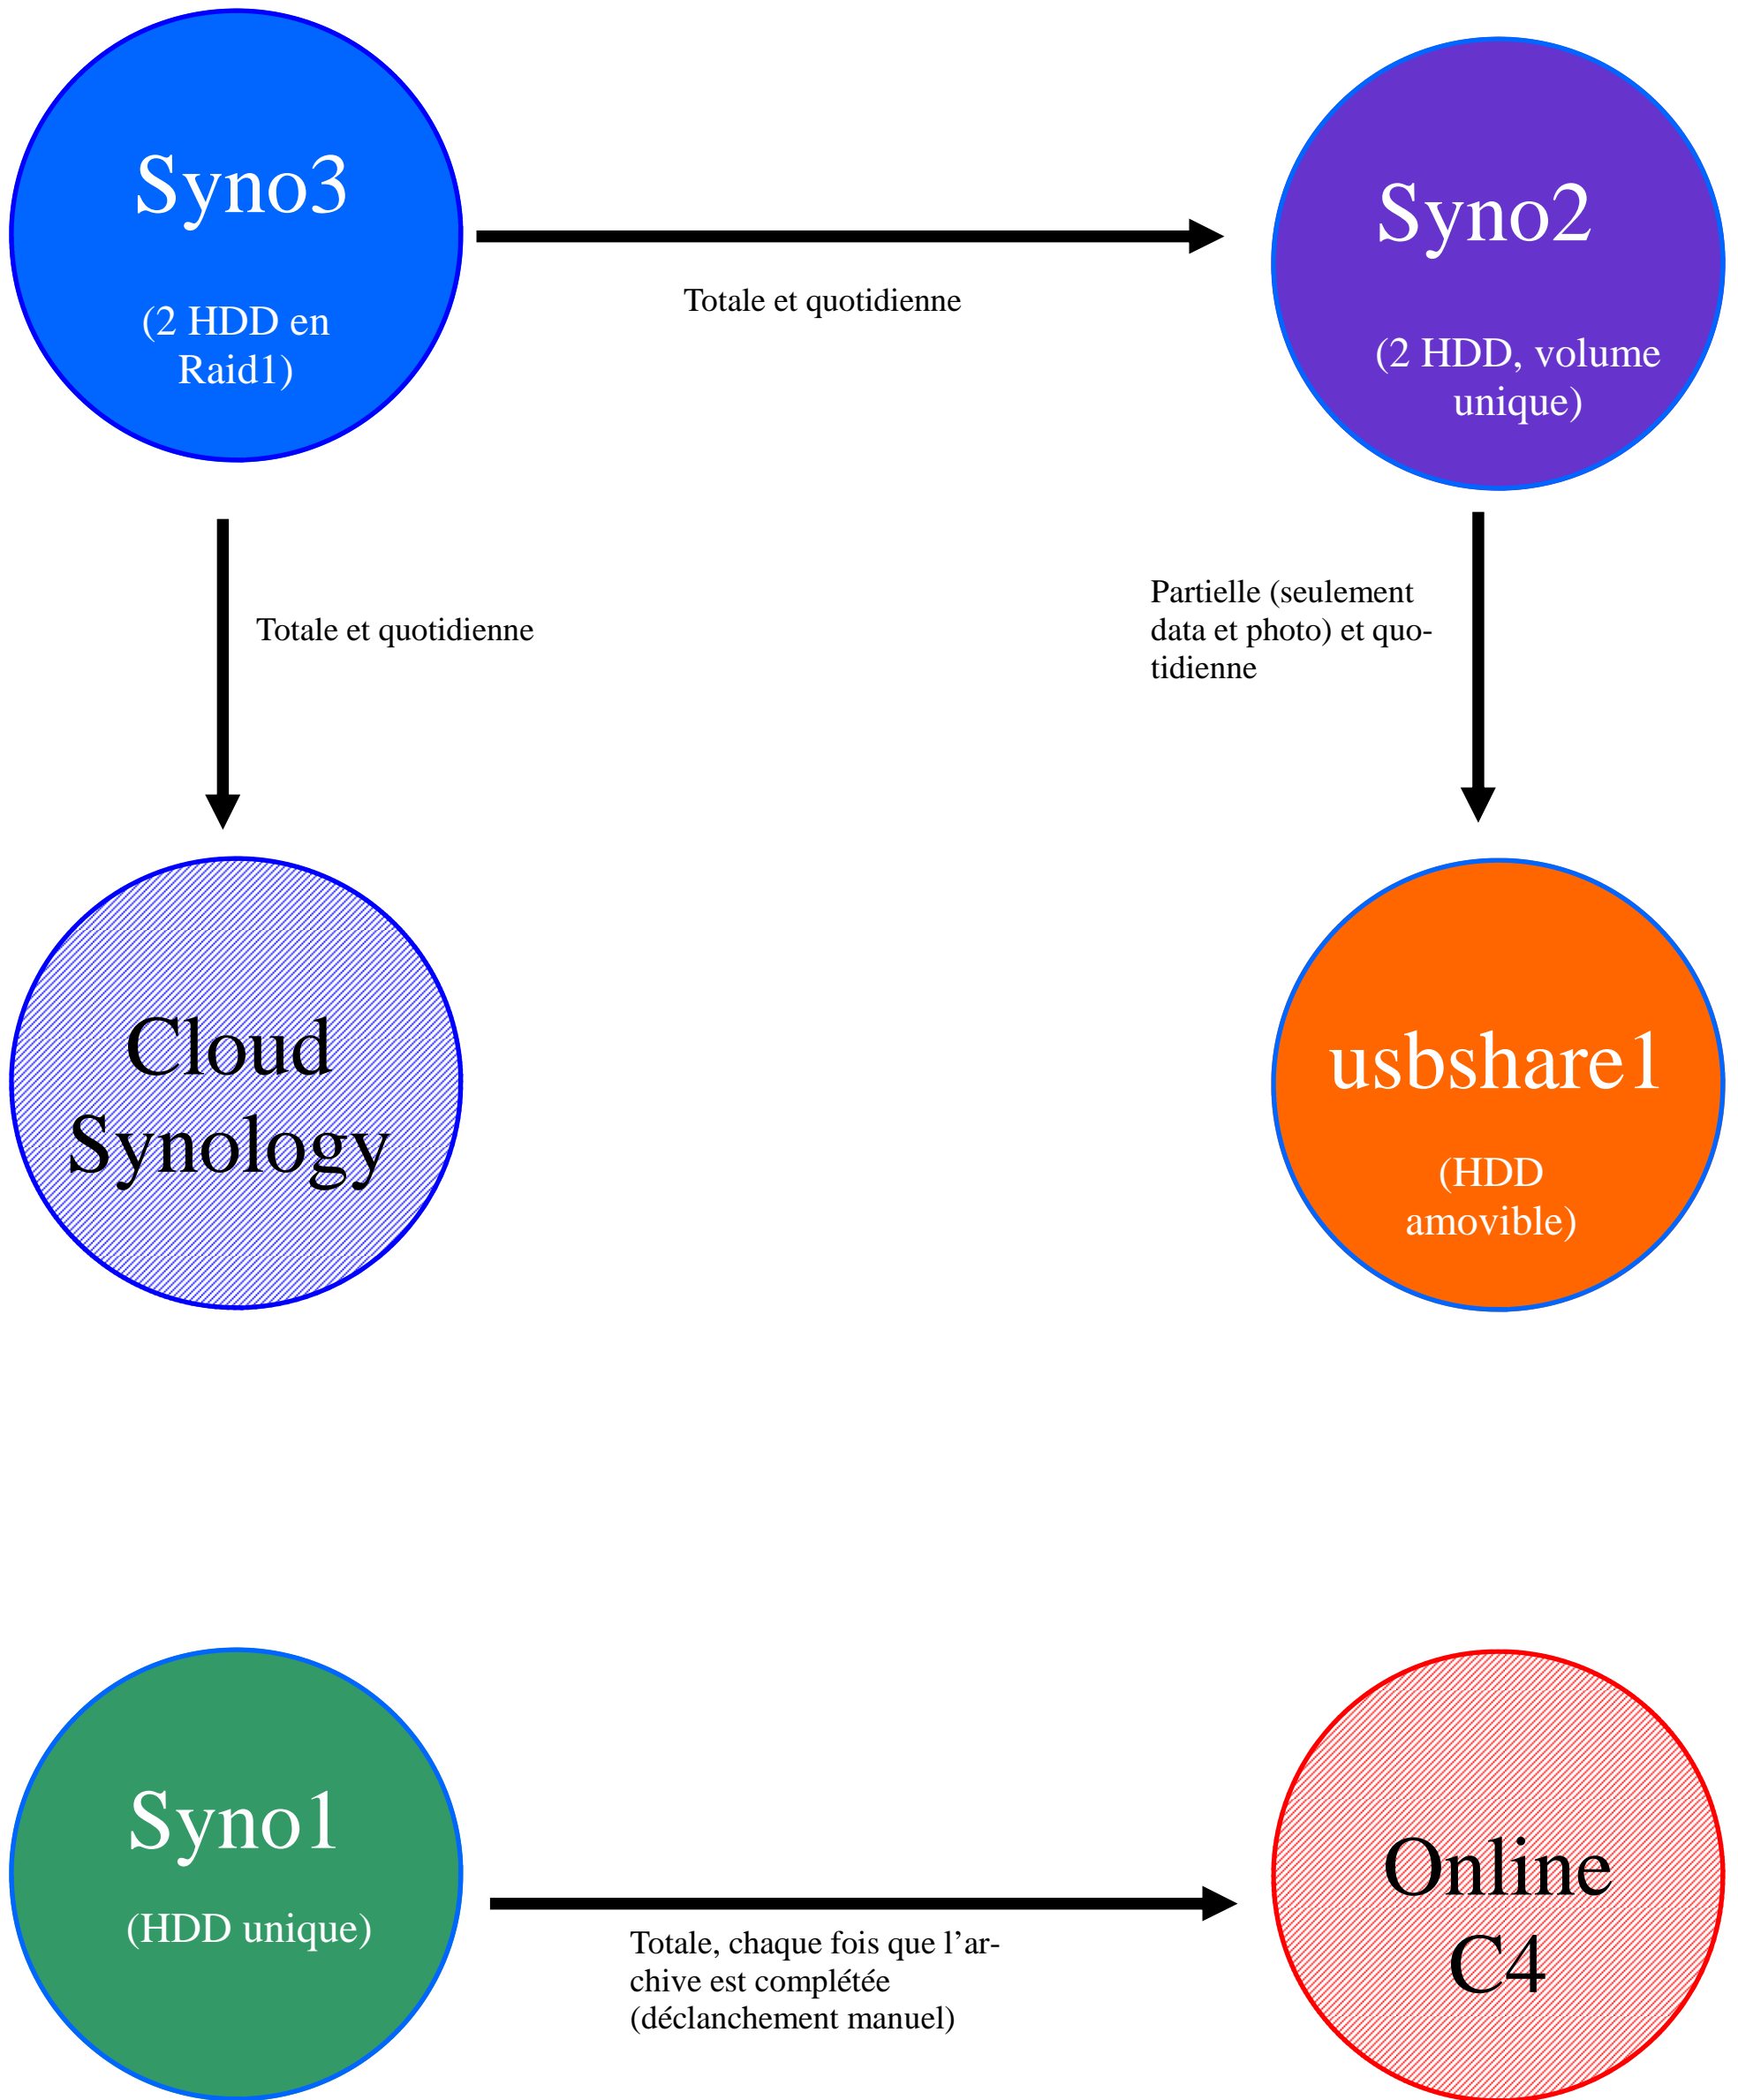 Syno3
(2 HDD en
Raid1)
Totale et quotidienne
Syno2
(2 HDD, volume
unique)
Totale et quotidienne
Partielle (seulement
data et photo) et quo-
tidienne
Cloud
Synology
usbshare1
(HDD
amovible)
Syno1
(HDD unique)
Totale, chaque fois que l’ar-
chive est complétée
(déclanchement manuel)
Online
C4